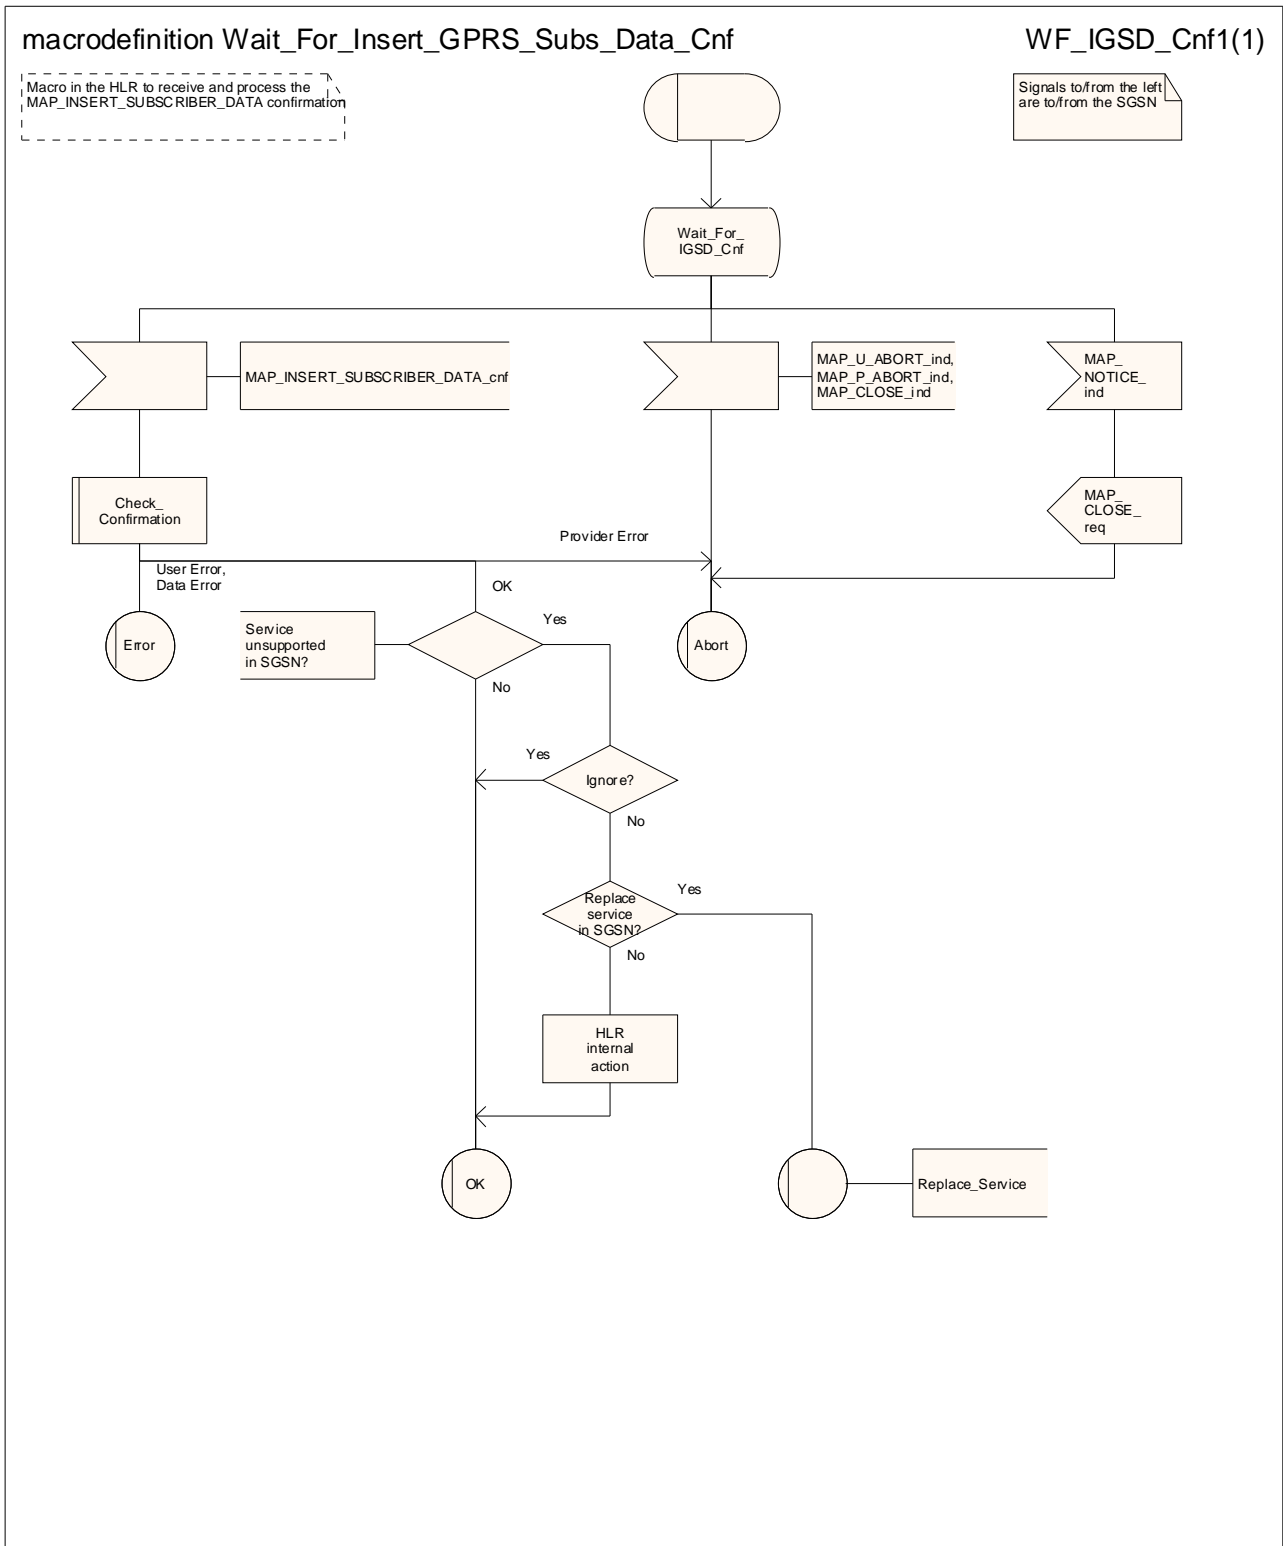 macrodefinition Wait_For_Insert_GPRS_Subs_Data_Cnf
WF_IGSD_Cnf1(1)
Macro in the HLR to receive and process the
MAP_INSERT_SUBSCRIBER_DATA confirmation
Signals to/from the left
are to/from the SGSN
Wait_For_
IGSD_Cnf
MAP_INSERT_SUBSCRIBER_DATA_cnf
MAP_U_ABORT_ind,
MAP_P_ABORT_ind,
MAP_CLOSE_ind
MAP_
NOTICE_
ind
Check_
Confirmation
MAP_
CLOSE_
req
Provider Error
User Error,
Data Error
OK
Error
Service
unsupported
in SGSN?
Yes
No
Abort
Yes
Ignore?
No
Replace
service
in SGSN?
Yes
No
HLR
internal
action
OK
Replace_Service